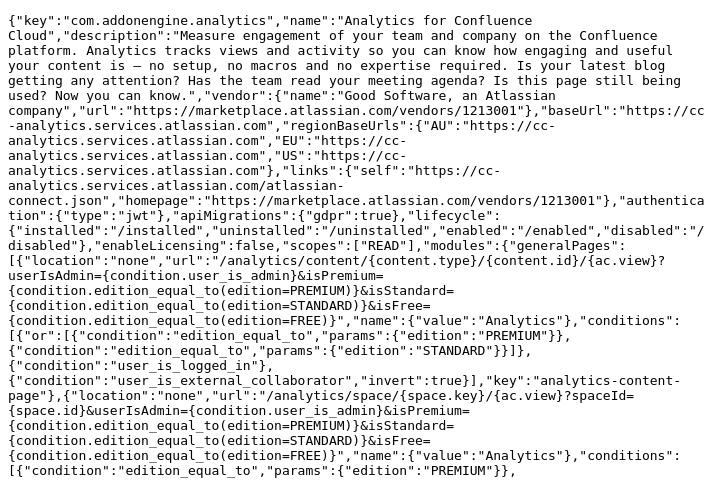 {"key":"com.addonengine.analytics","name":"Analytics for Confluence
Cloud","description":"Measure engagement of your team and company on the Confluence
platform. Analytics tracks views and activity so you can know how engaging and useful
your content is – no setup, no macros and no expertise required. Is your latest blog
getting any attention? Has the team read your meeting agenda? Is this page still being
used? Now you can know.","vendor":{"name":"Good Software, an Atlassian
company","url":"https://marketplace.atlassian.com/vendors/1213001"},"baseUrl":"https://cc
-analytics.services.atlassian.com","regionBaseUrls":{"AU":"https://cc-
analytics.services.atlassian.com","EU":"https://cc-
analytics.services.atlassian.com","US":"https://cc-
analytics.services.atlassian.com"},"links":{"self":"https://cc-
analytics.services.atlassian.com/atlassian-
connect.json","homepage":"https://marketplace.atlassian.com/vendors/1213001"},"authentica
tion":{"type":"jwt"},"apiMigrations":{"gdpr":true},"lifecycle":
{"installed":"/installed","uninstalled":"/uninstalled","enabled":"/enabled","disabled":"/
disabled"},"enableLicensing":false,"scopes":["READ"],"modules":{"generalPages":
[{"location":"none","url":"/analytics/content/{content.type}/{content.id}/{ac.view}?
userIsAdmin={condition.user_is_admin}&isPremium=
{condition.edition_equal_to(edition=PREMIUM)}&isStandard=
{condition.edition_equal_to(edition=STANDARD)}&isFree=
{condition.edition_equal_to(edition=FREE)}","name":{"value":"Analytics"},"conditions":
[{"or":[{"condition":"edition_equal_to","params":{"edition":"PREMIUM"}},
{"condition":"edition_equal_to","params":{"edition":"STANDARD"}}]},
{"condition":"user_is_logged_in"},
{"condition":"user_is_external_collaborator","invert":true}],"key":"analytics-content-
page"},{"location":"none","url":"/analytics/space/{space.key}/{ac.view}?spaceId=
{space.id}&userIsAdmin={condition.user_is_admin}&isPremium=
{condition.edition_equal_to(edition=PREMIUM)}&isStandard=
{condition.edition_equal_to(edition=STANDARD)}&isFree=
{condition.edition_equal_to(edition=FREE)}","name":{"value":"Analytics"},"conditions":
[{"condition":"edition_equal_to","params":{"edition":"PREMIUM"}},